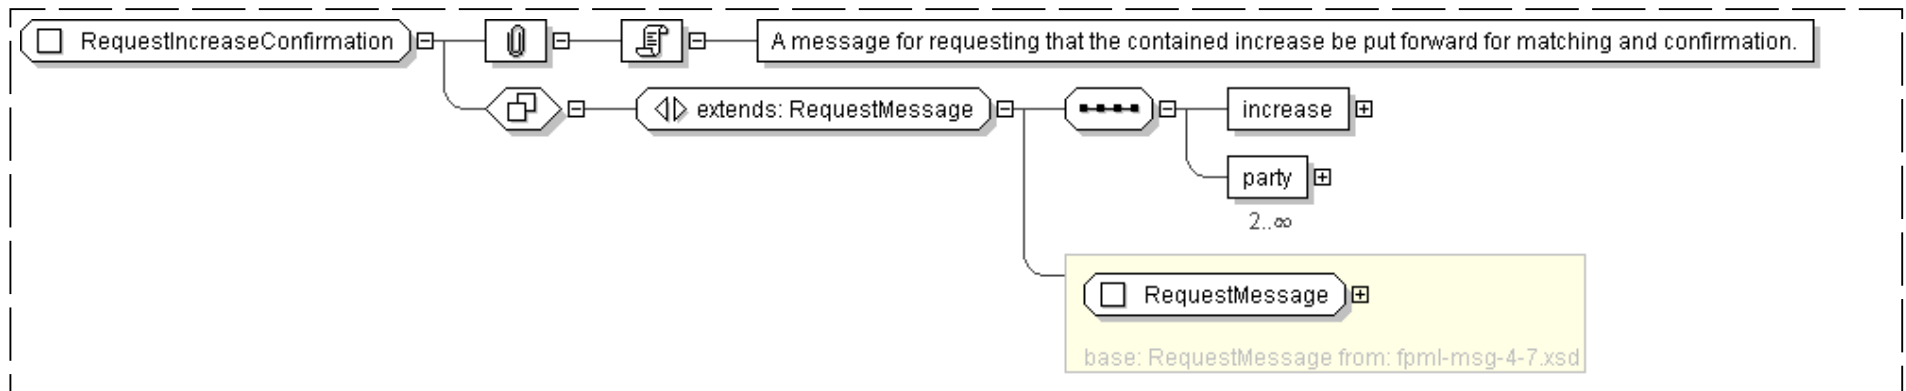 RequestIncreaseConfirmation
A message for requesting that the contained increase be put forward for matching and confirmation.
extends: RequestMessage
increase
party
2..∞
RequestMessage
base: RequestMessage from: fpml-msg-4-7.xsd